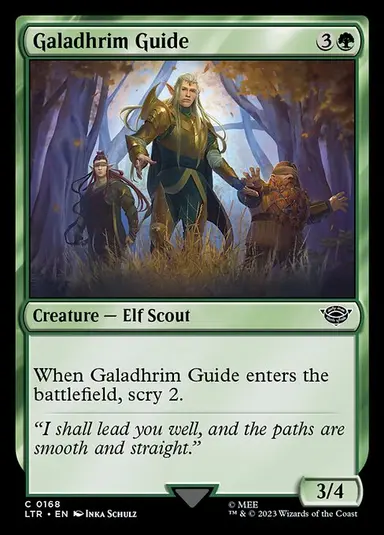 Galadhrim Guide 3
Creature — Elf Scout
When Galadhrim Guide enters the
battlefield, scry 2.
“I shall lead you well, and the paths are
smooth and straight.”
3/4
C 0168
LTR • EN Inka Schulz
© MEE
™ & © 2023 Wizards of the Coast